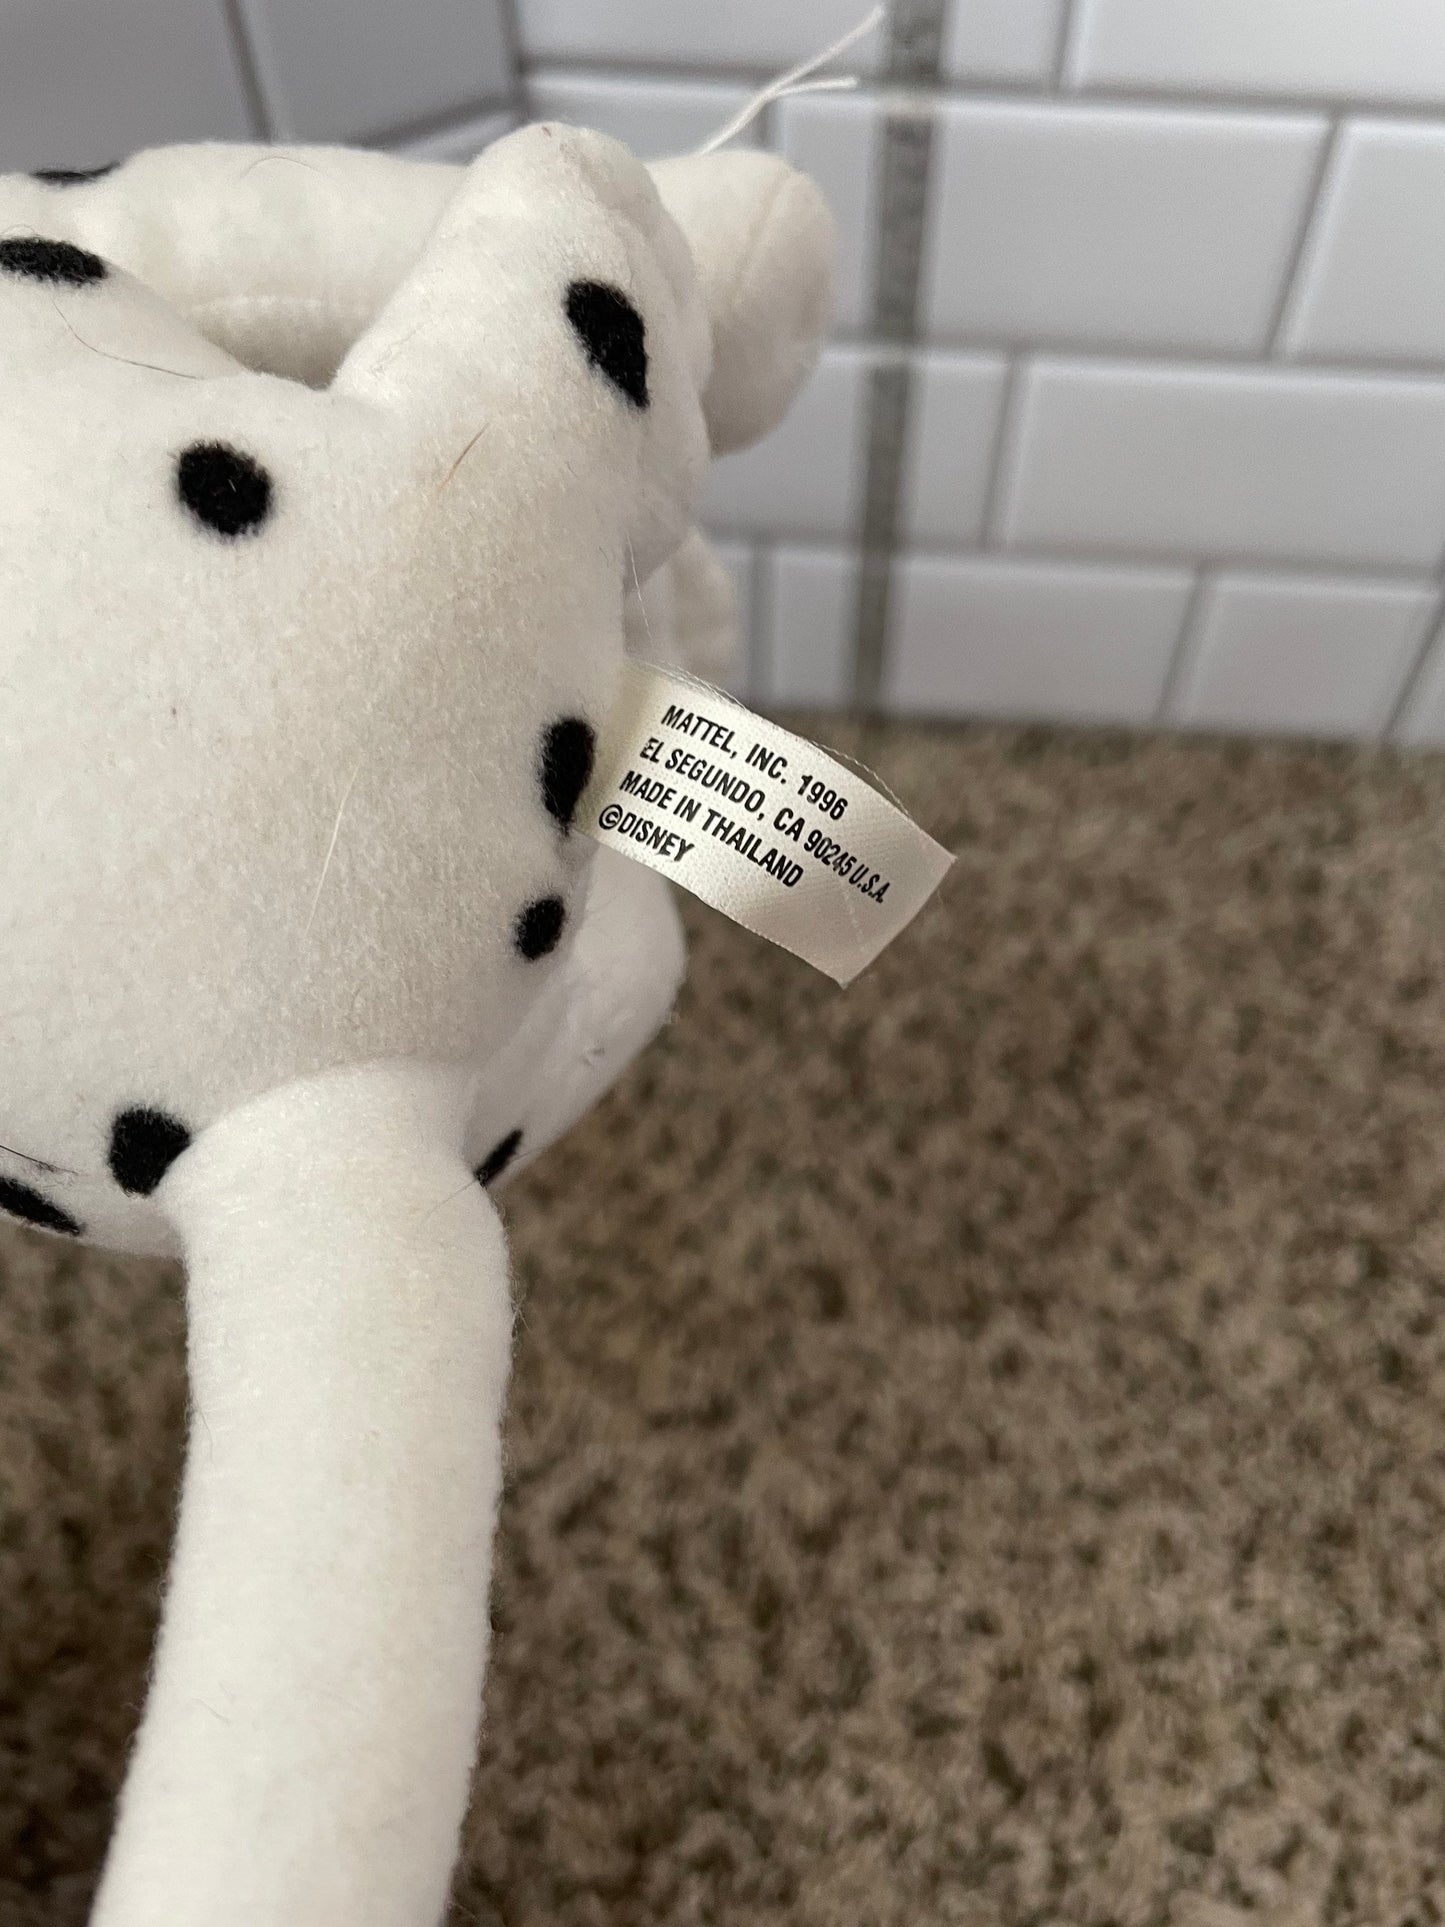 MATTEL, INC. 1996
EL SEGUNDO, CA 90245 U.S.A.
MADE IN THAILAND
©DISNEY